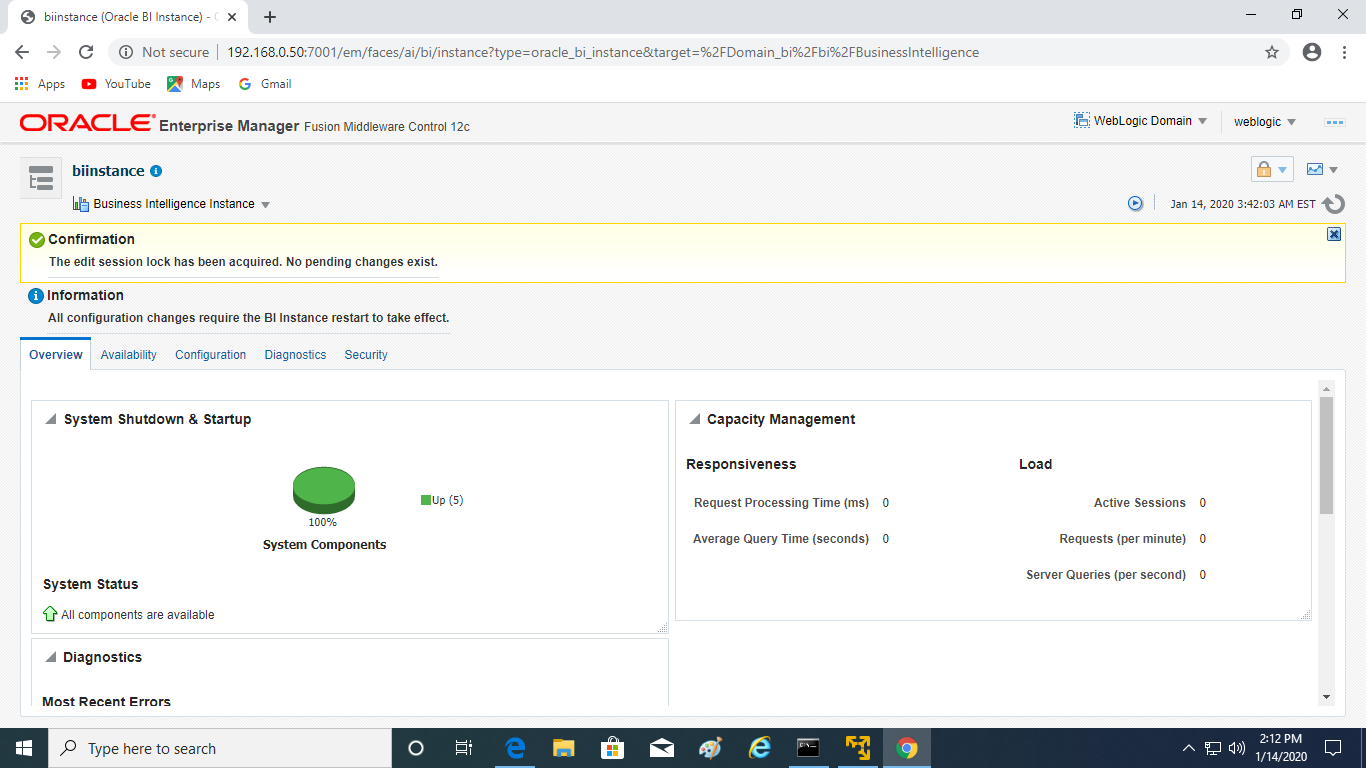 biinstance (Oracle BI Instance) -
Not secure
192.168.0.50:7001/em/faces/ai/bi/instance?type=oracle_bi_instance&target=%2FDomain_bi%2Fbi%2FBusinessIntelligence
Apps YouTube Maps Gmail
ORACLE Enterprise Manager Fusion Middleware Control 12c
WebLogic Domain weblogic
biinstance
Business Intelligence Instance
Jan 14, 2020 3:42:03 AM EST
Confirmation
The edit session lock has been acquired. No pending changes exist.
Information
All configuration changes require the BI Instance restart to take effect.
Overview Availability Configuration Diagnostics Security
System Shutdown & Startup
Up (5)
100%
System Components
System Status
All components are available
Capacity Management
Responsiveness
Request Processing Time (ms) 0
Average Query Time (seconds) 0
Load
Active Sessions 0
Requests (per minute) 0
Server Queries (per second) 0
Diagnostics
Most Recent Errors
Type here to search
2:12 PM
1/14/2020